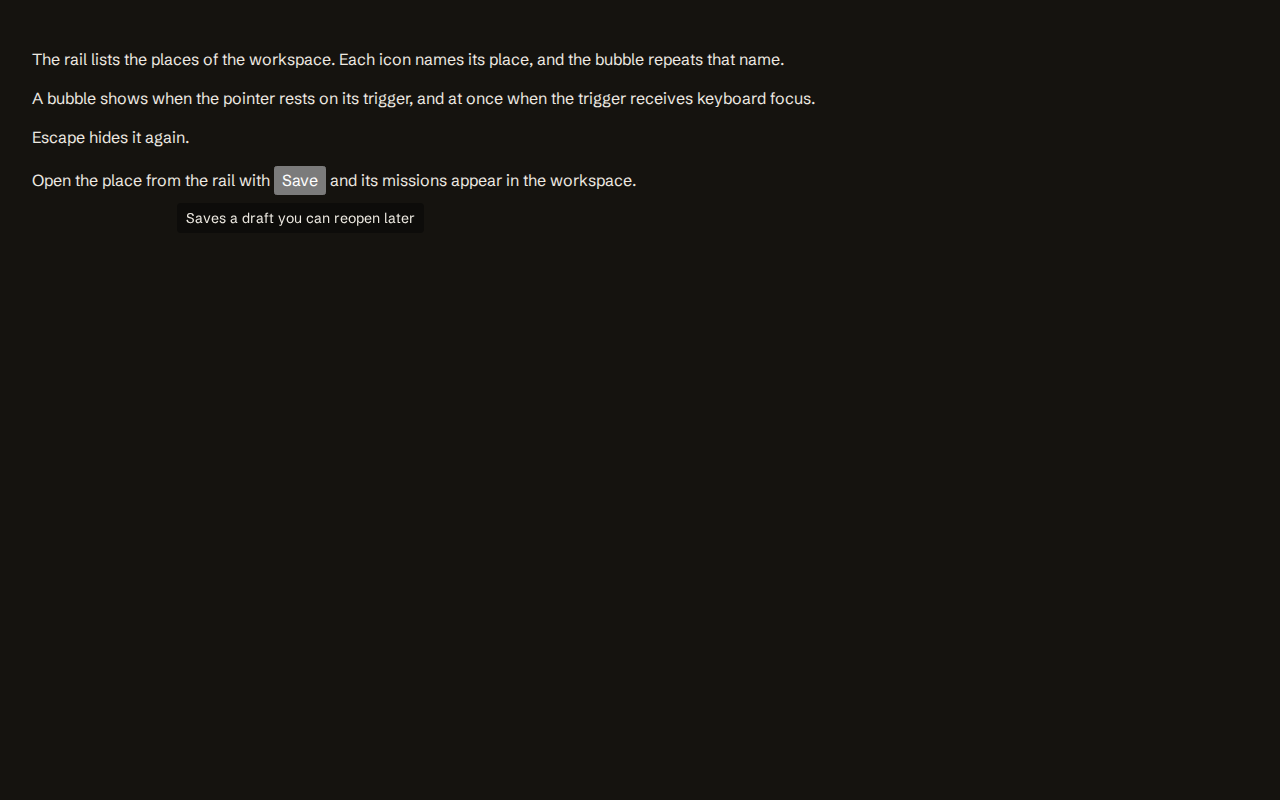 The rail lists the places of the workspace. Each icon names its place, and the bubble repeats that name.
A bubble shows when the pointer rests on its trigger, and at once when the trigger receives keyboard focus.
Escape hides it again.
Open the place from the rail with Save and its missions appear in the workspace.
Saves a draft you can reopen later